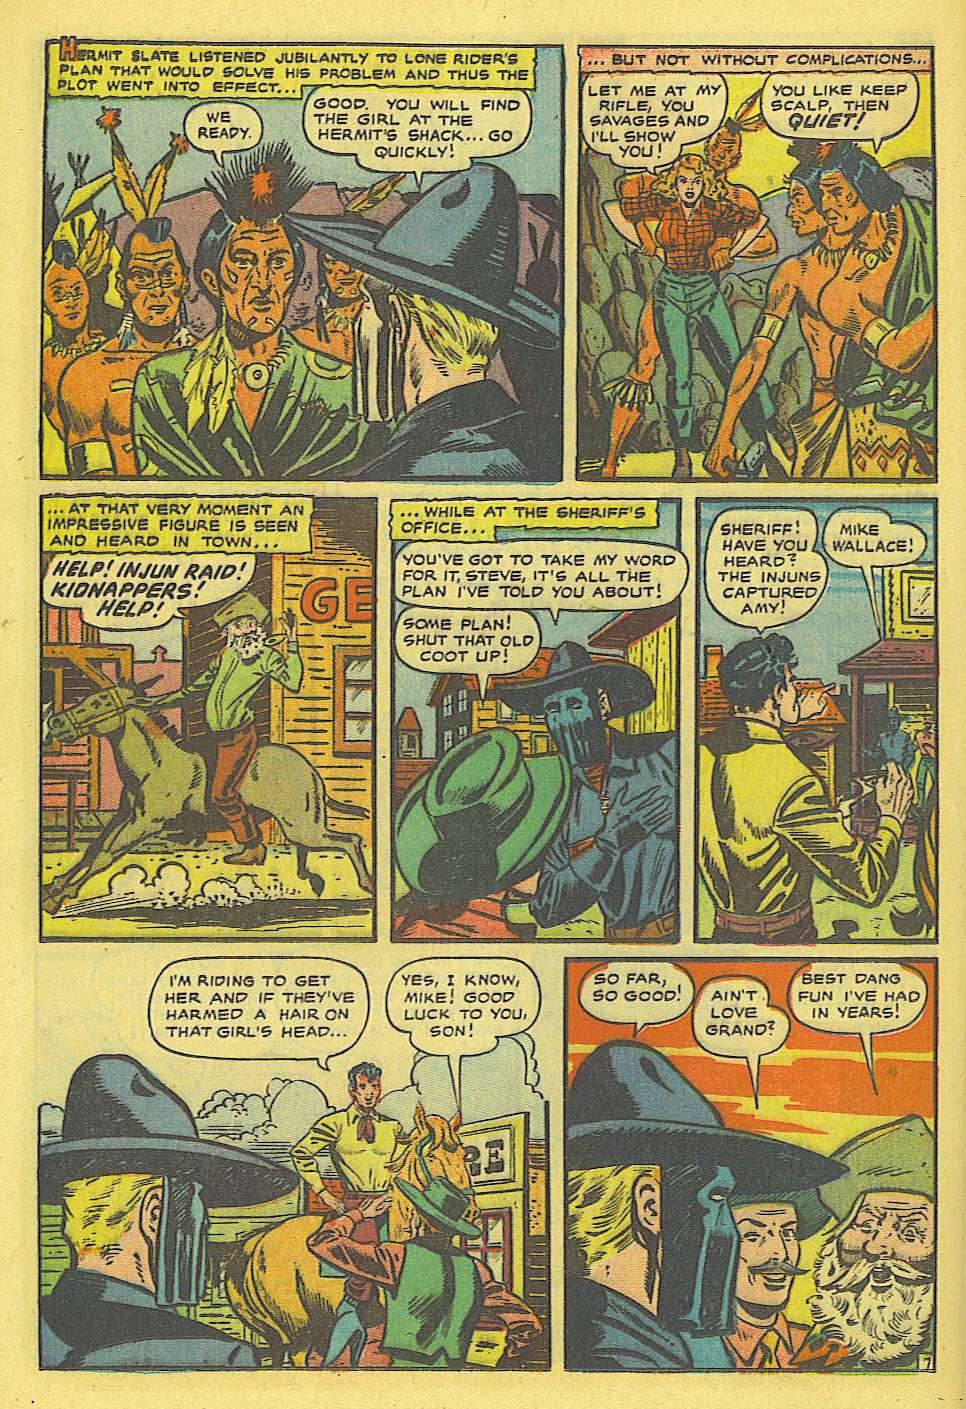 HERMIT SLATE LISTENED JUBILANTLY TO LONE RIDER'S
PLAN THAT WOULD SOLVE HIS PROBLEM AND THUS THE
PLOT WENT INTO EFFECT...
WE
READY.
GOOD. YOU WILL FIND
THE GIRL AT THE
HERMIT'S SHACK... GO
QUICKLY!
... BUT NOT WITHOUT COMPLICATIONS...
LET ME AT MY
RIFLE, YOU
SAVAGES AND
I'LL SHOW
YOU!
YOU LIKE KEEP
SCALP, THEN
QUIET!
...AT THAT VERY MOMENT AN
IMPRESSIVE FIGURE IS SEEN
AND HEARD IN TOWN...
HELP! INJUN RAID!
KIDNAPPERS!
HELP!
GE
...WHILE AT THE SHERIFF'S
OFFICE...
YOU'VE GOT TO TAKE MY WORD
FOR IT, STEVE, IT'S ALL THE
PLAN I'VE TOLD YOU ABOUT!
SOME PLAN!
SHUT THAT OLD
COOT UP!
SHERIFF!
HAVE YOU
HEARD?
THE INJUNS
CAPTURED
AMY!
MIKE
WALLACE!
I'M RIDING TO GET
HER AND IF THEY'VE
HARMED A HAIR ON
THAT GIRL'S HEAD...
YES, I KNOW,
MIKE! GOOD
LUCK TO YOU,
SON!
RE
SO FAR,
SO GOOD!
AIN'T
LOVE
GRAND?
BEST DANG
FUN I'VE HAD
IN YEARS!
7